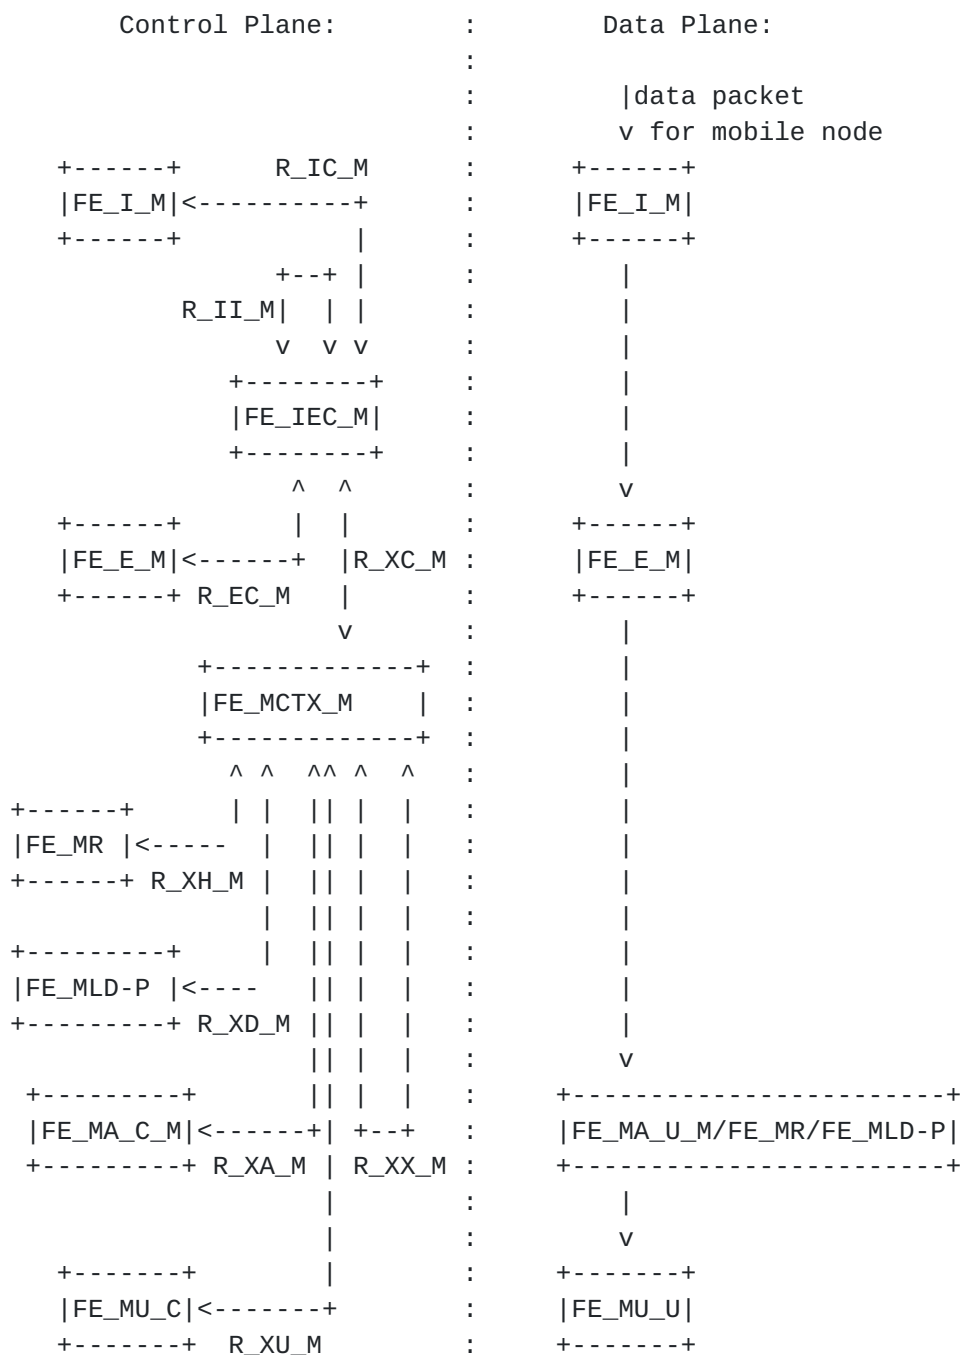 Control Plane:        :        Data Plane:
                             :
                             :         |data packet
                             :         v for mobile node
   +------+      R_IC_M      :      +------+
   |FE_I_M|<----------+      :      |FE_I_M|
   +------+           |      :      +------+
                 +--+ |      :         |
           R_II_M|  | |      :         |
                 v  v v      :         |
              +--------+     :         |
              |FE_IEC_M|     :         |
              +--------+     :         |
                  ^  ^       :         v
   +------+       |  |       :      +------+
   |FE_E_M|<------+  |R_XC_M :      |FE_E_M|
   +------+ R_EC_M   |       :      +------+
                     v       :         |
            +-------------+  :         |
            |FE_MCTX_M    |  :         |
            +-------------+  :         |
              ^ ^  ^^ ^  ^   :         |
+------+      | |  || |  |   :         |
|FE_MR |<-----  |  || |  |   :         |
+------+ R_XH_M |  || |  |   :         |
                |  || |  |   :         |
+---------+     |  || |  |   :         |
|FE_MLD-P |<----   || |  |   :         |
+---------+ R_XD_M || |  |   :         |
                   || |  |   :         v
 +---------+       || |  |   :     +------------------------+
 |FE_MA_C_M|<------+| +--+   :     |FE_MA_U_M/FE_MR/FE_MLD-P|
 +---------+ R_XA_M | R_XX_M :     +------------------------+
                    |        :         |
                    |        :         v
   +-------+        |        :     +-------+
   |FE_MU_C|<-------+        :     |FE_MU_U|
   +-------+  R_XU_M         :     +-------+